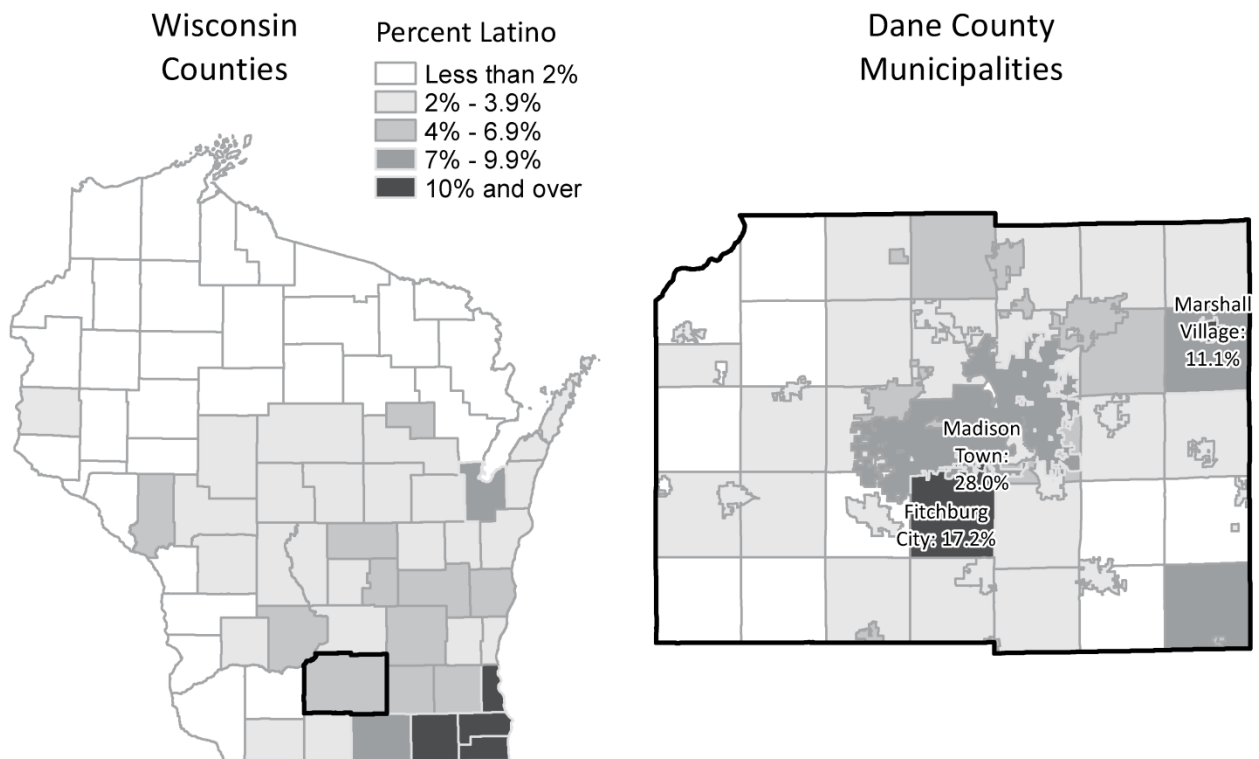 Wisconsin
Counties
Percent Latino
Less than 2%
2% - 3.9%
4% - 6.9%
7% - 9.9%
10% and over
Dane County
Municipalities
Marshall
Village:
11.1%
Madison
Town:
28.0%
Fitchburg
City: 17.2%